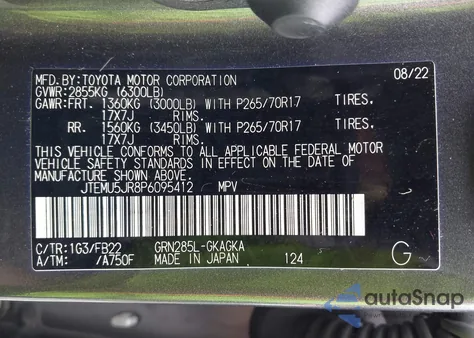 MFD.BY:TOYOTA MOTOR CORPORATION 08/22
GVWR:2855KG (6300LB)
GAWR:FRT. 1360KG (3000LB) WITH P265/70R17 TIRES.
17X7J RIMS.
RR. 1560KG (3450LB) WITH P265/70R17 TIRES.
17X7J RIMS.
THIS VEHICLE CONFORMS TO ALL APPLICABLE FEDERAL MOTOR
VEHICLE SAFETY STANDARDS IN EFFECT ON THE DATE OF
MANUFACTURE SHOWN ABOVE.
JTEMU5JR8P6095412 MPV
C/TR:1G3/FB22 GRN285L-GKAGKA
A/TM: /A750F MADE IN JAPAN 124 G
autoSnap